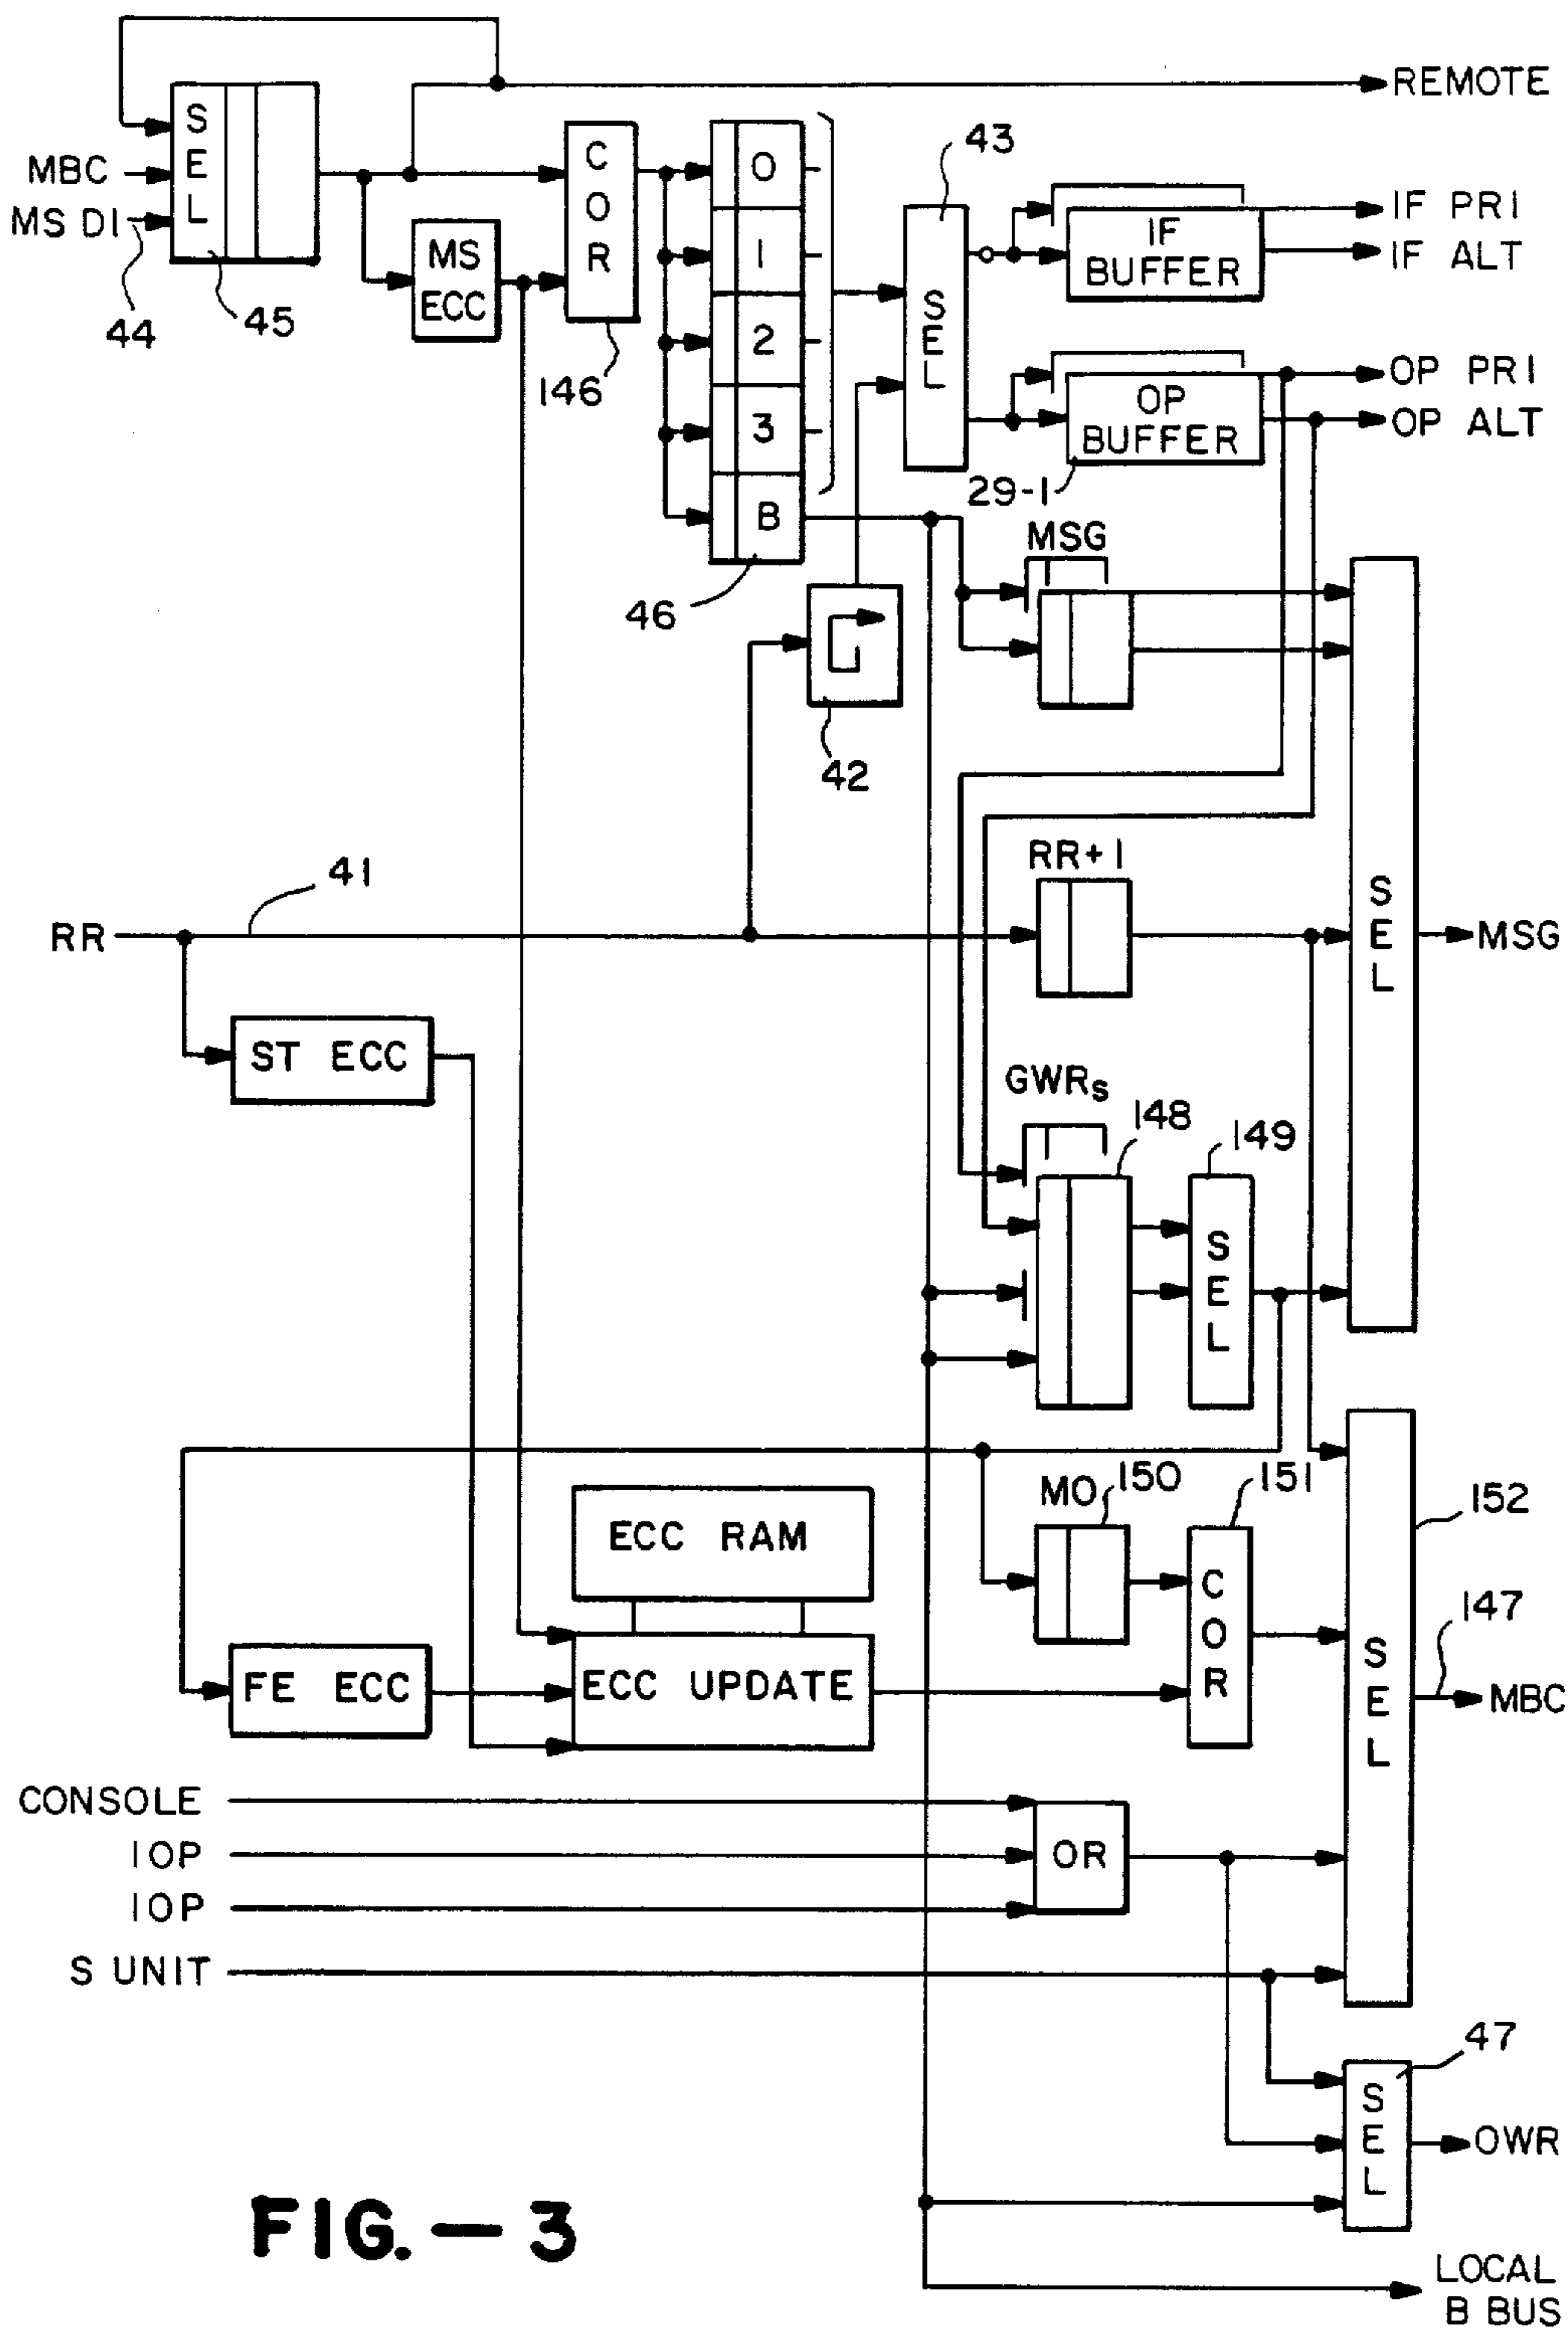 REMOTE
SEL
MBC
MS DI
44
45
MS
ECC
COR
146
0
1
2
3
B
46
43
SEL
IF
BUFFER
IF PRI
IF ALT
OP
BUFFER
OP PRI
OP ALT
29-1
MSG
42
41
RR
RR+1
SEL
MSG
ST ECC
GWRs
148
149
SEL
ECC RAM
MO
150
151
152
COR
147
SEL
MBC
FE ECC
ECC UPDATE
CONSOLE
IOP
IOP
OR
S UNIT
47
SEL
OWR
LOCAL
B BUS
FIG.-3